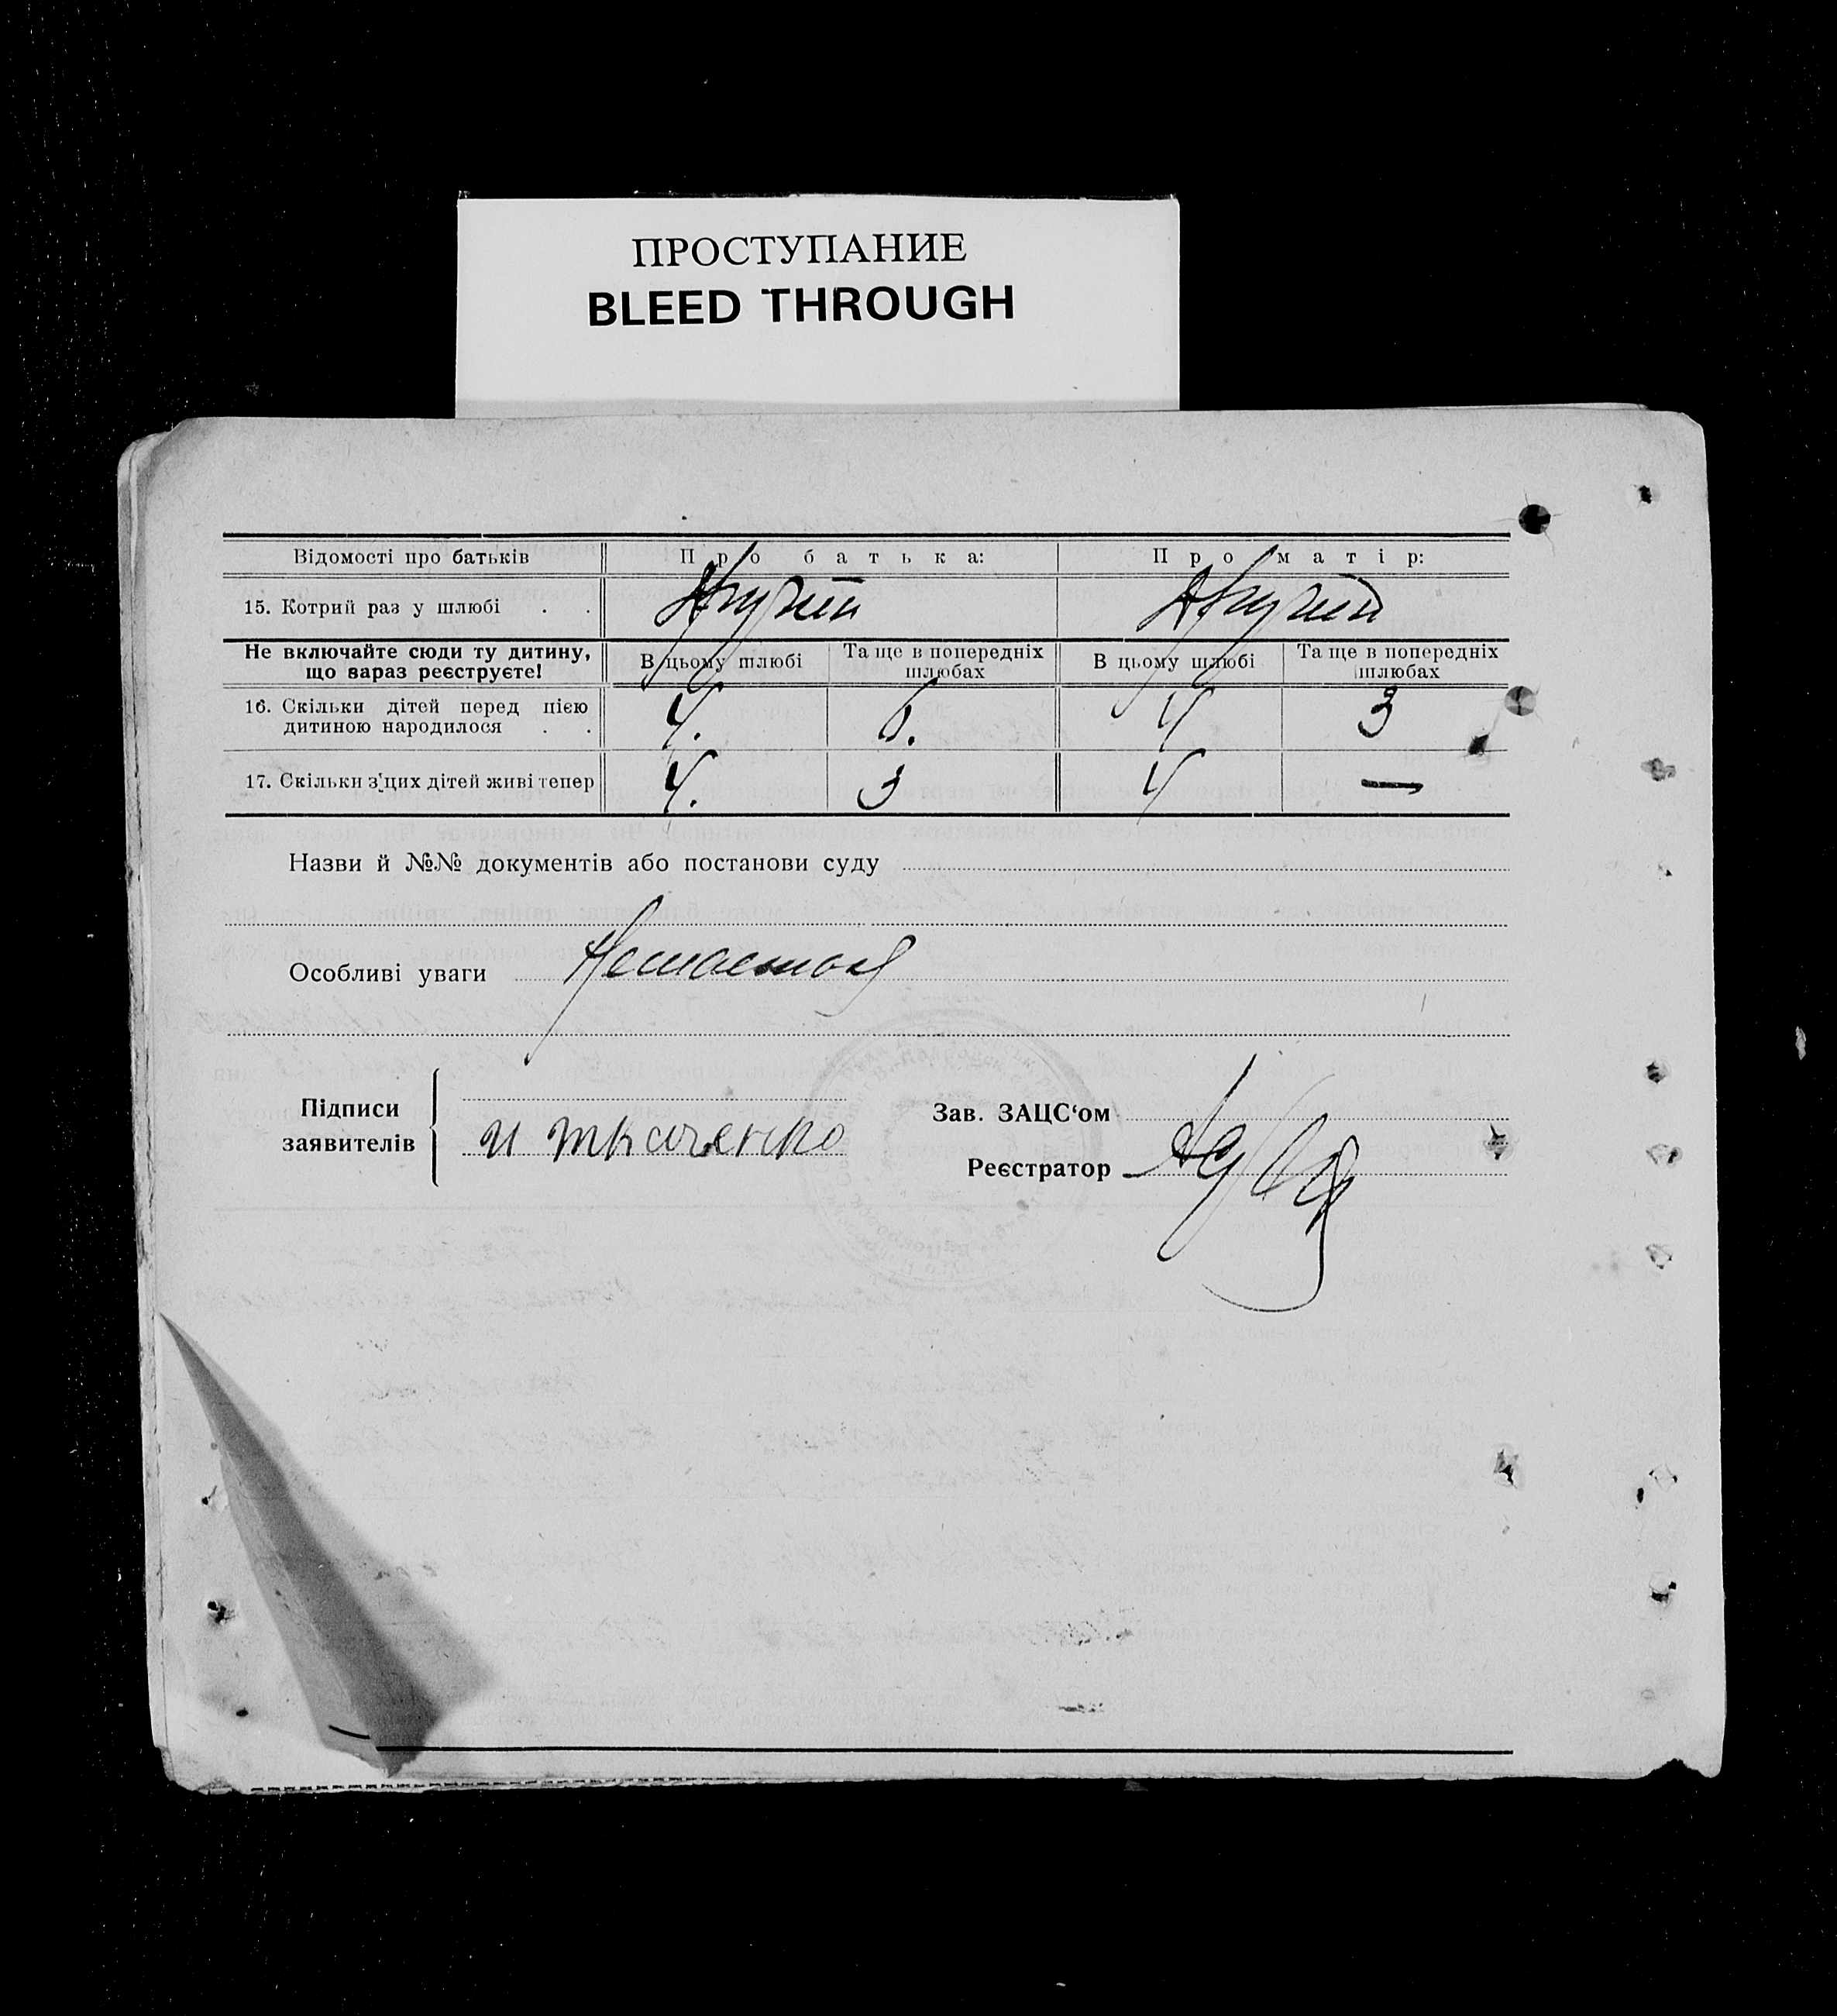 ПРОСТУПАНИЕ
BLEED THROUGH
Відомості про батьків Про батька: Про матір:
15. Котрий раз у шлюбі . . Другий Другий
Не включайте сюди ту дитину, що зараз реєструєте! В цьому шлюбі Та ще в попередніх шлюбах В цьому шлюбі Та ще в попередніх шлюбах
16. Скільки дітей перед цією дитиною народилося . . 4. 6. 4 3
17. Скільки з цих дітей живі тепер 4. 3 4 —
Назви й №№ документів або постанови суду
Особливі уваги
Підписи заявителів
и ткаченко
Зав. ЗАЦС‘ом
Реєстратор